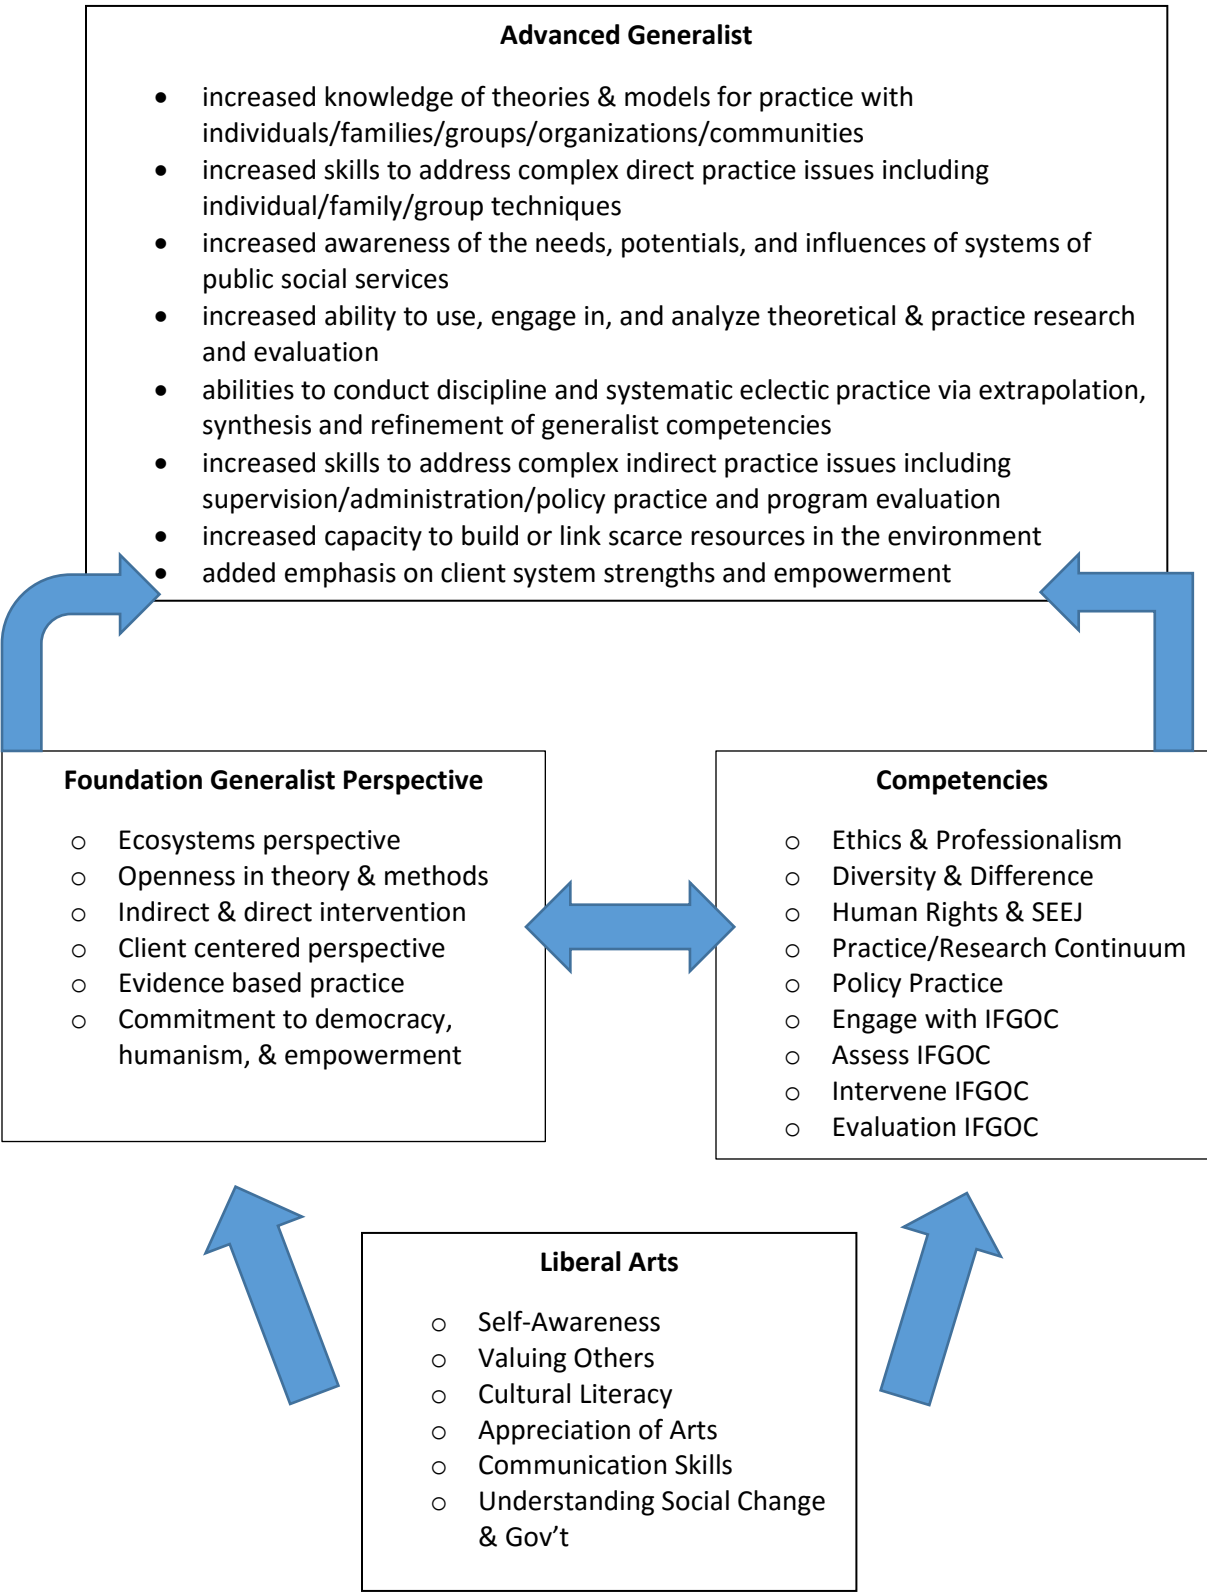 Advanced Generalist
• increased knowledge of theories & models for practice with
individuals/families/groups/organizations/communities
• increased skills to address complex direct practice issues including
individual/family/group techniques
• increased awareness of the needs, potentials, and influences of systems of
public social services
• increased ability to use, engage in, and analyze theoretical & practice research
and evaluation
• abilities to conduct discipline and systematic eclectic practice via extrapolation,
synthesis and refinement of generalist competencies
• increased skills to address complex indirect practice issues including
supervision/administration/policy practice and program evaluation
• increased capacity to build or link scarce resources in the environment
• added emphasis on client system strengths and empowerment
Foundation Generalist Perspective
o Ecosystems perspective
o Openness in theory & methods
o Indirect & direct intervention
o Client centered perspective
o Evidence based practice
o Commitment to democracy,
humanism, & empowerment
Competencies
o Ethics & Professionalism
o Diversity & Difference
o Human Rights & SEEJ
o Practice/Research Continuum
o Policy Practice
o Engage with IFGOC
o Assess IFGOC
o Intervene IFGOC
o Evaluation IFGOC
Liberal Arts
o Self-Awareness
o Valuing Others
o Cultural Literacy
o Appreciation of Arts
o Communication Skills
o Understanding Social Change
& Gov’t